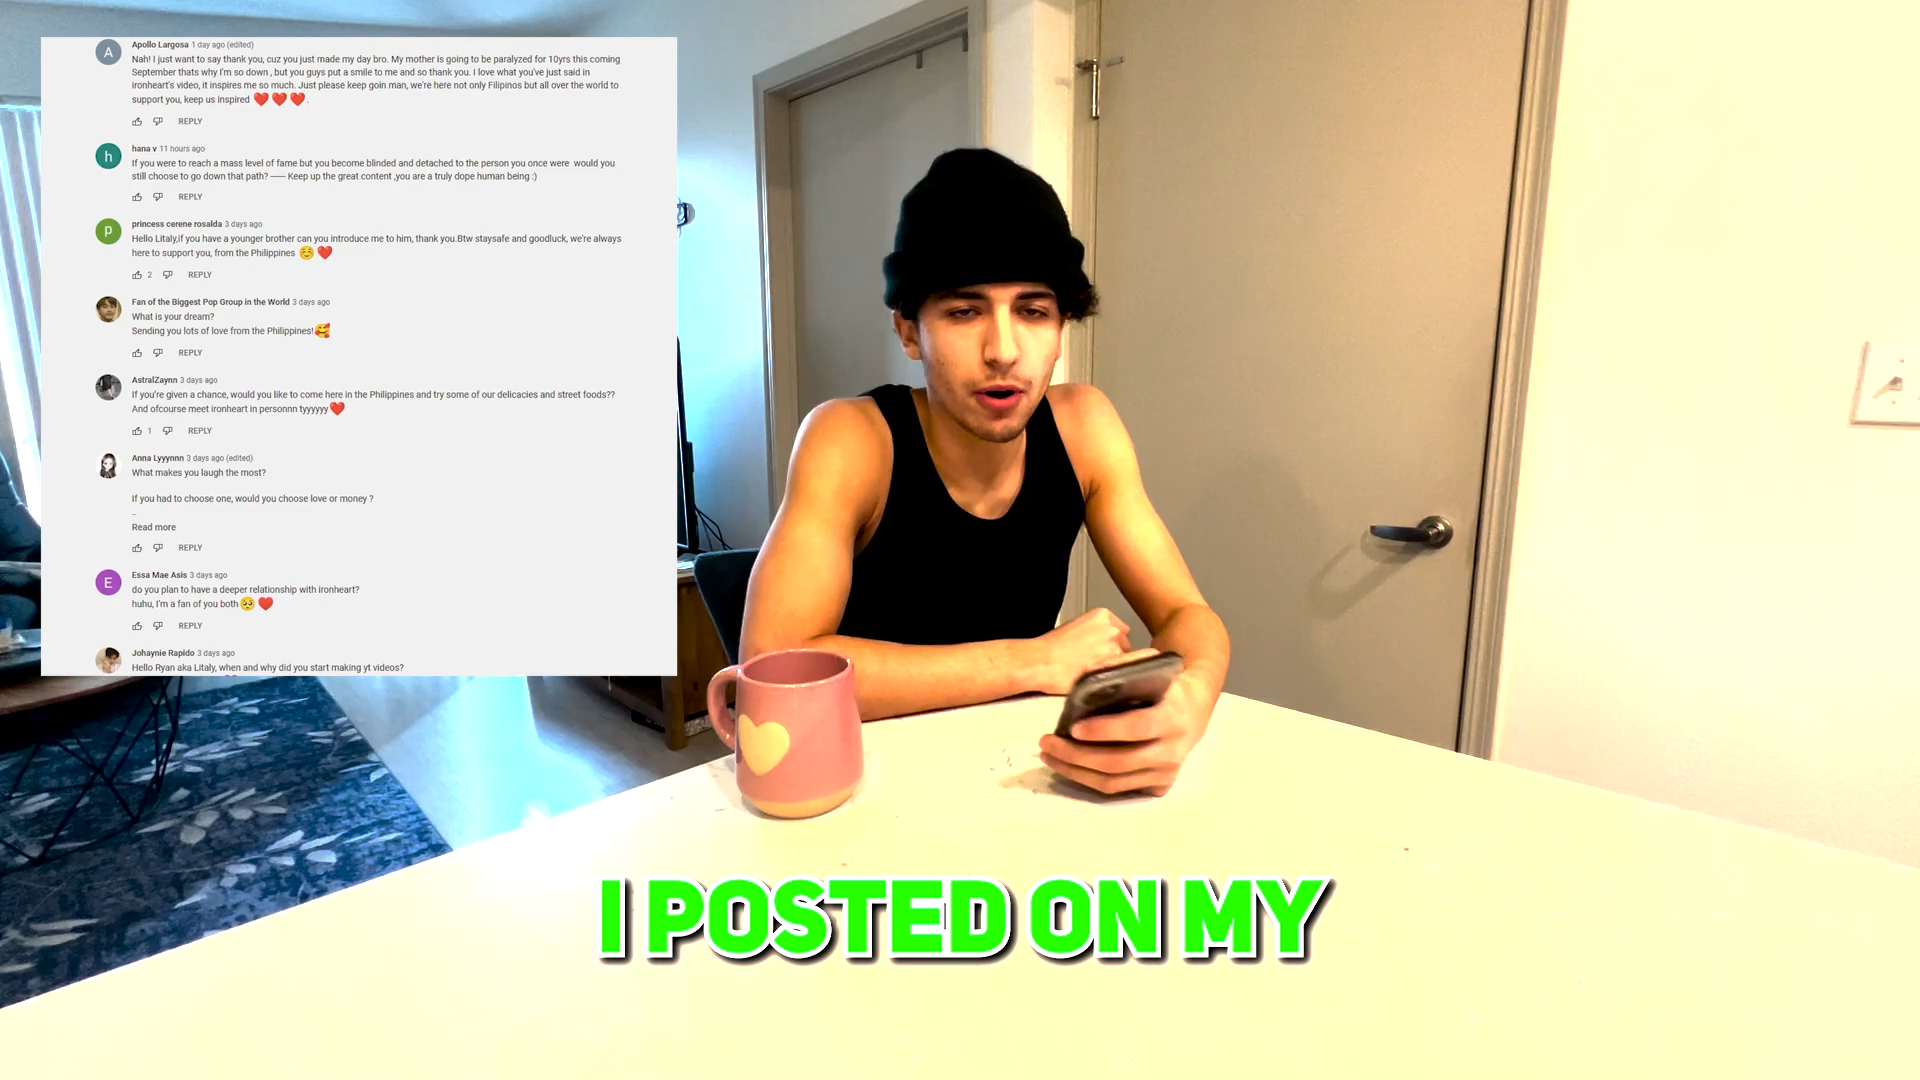 A
Apollo Largosa 1 day ago (edited)
Nah! I just want to say thank you, cuz you just made my day bro. My mother is going to be paralyzed for 10yrs this coming
September thats why I'm so down , but you guys put a smile to me and so thank you. I love what you've just said in
ironheart's video, it inspires me so much. Just please keep goin man, we're here not only Filipinos but all over the world to
support you, keep us inspired ❤️ ❤️ ❤️ .
REPLY
h
hana v 11 hours ago
If you were to reach a mass level of fame but you become blinded and detached to the person you once were would you
still choose to go down that path? ----- Keep up the great content ,you are a truly dope human being :)
REPLY
p
princess cerene rosalda 3 days ago
Hello Litaly,if you have a younger brother can you introduce me to him, thank you.Btw staysafe and goodluck, we're always
here to support you, from the Philippines ☺️ ❤️
2 REPLY
Fan of the Biggest Pop Group in the World 3 days ago
What is your dream?
Sending you lots of love from the Philippines!🥰
REPLY
AstralZaynn 3 days ago
If you're given a chance, would you like to come here in the Philippines and try some of our delicacies and street foods??
And ofcourse meet ironheart in personnn tyyyyyy❤️
1 REPLY
Anna Lyyynnn 3 days ago (edited)
What makes you laugh the most?
If you had to choose one, would you choose love or money ?
..
Read more
REPLY
E
Essa Mae Asis 3 days ago
do you plan to have a deeper relationship with ironheart?
huhu, I'm a fan of you both🥺 ❤️
REPLY
Johaynie Rapido 3 days ago
Hello Ryan aka Litaly, when and why did you start making yt videos?
I POSTED ON MY